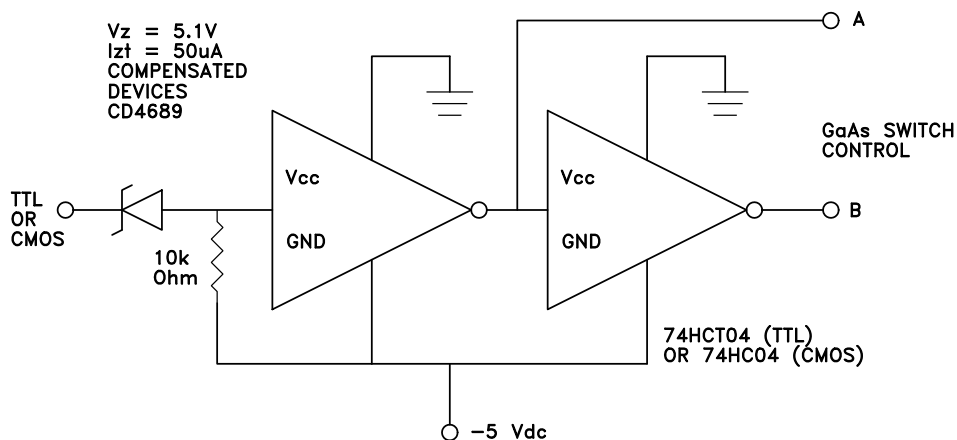 Vz = 5.1V
Izt = 50uA
COMPENSATED
DEVICES
CD4689
A
GaAs SWITCH
CONTROL
Vcc
Vcc
TTL
OR
CMOS
B
GND
GND
10k
Ohm
74HCT04 (TTL)
OR 74HC04 (CMOS)
-5 Vdc